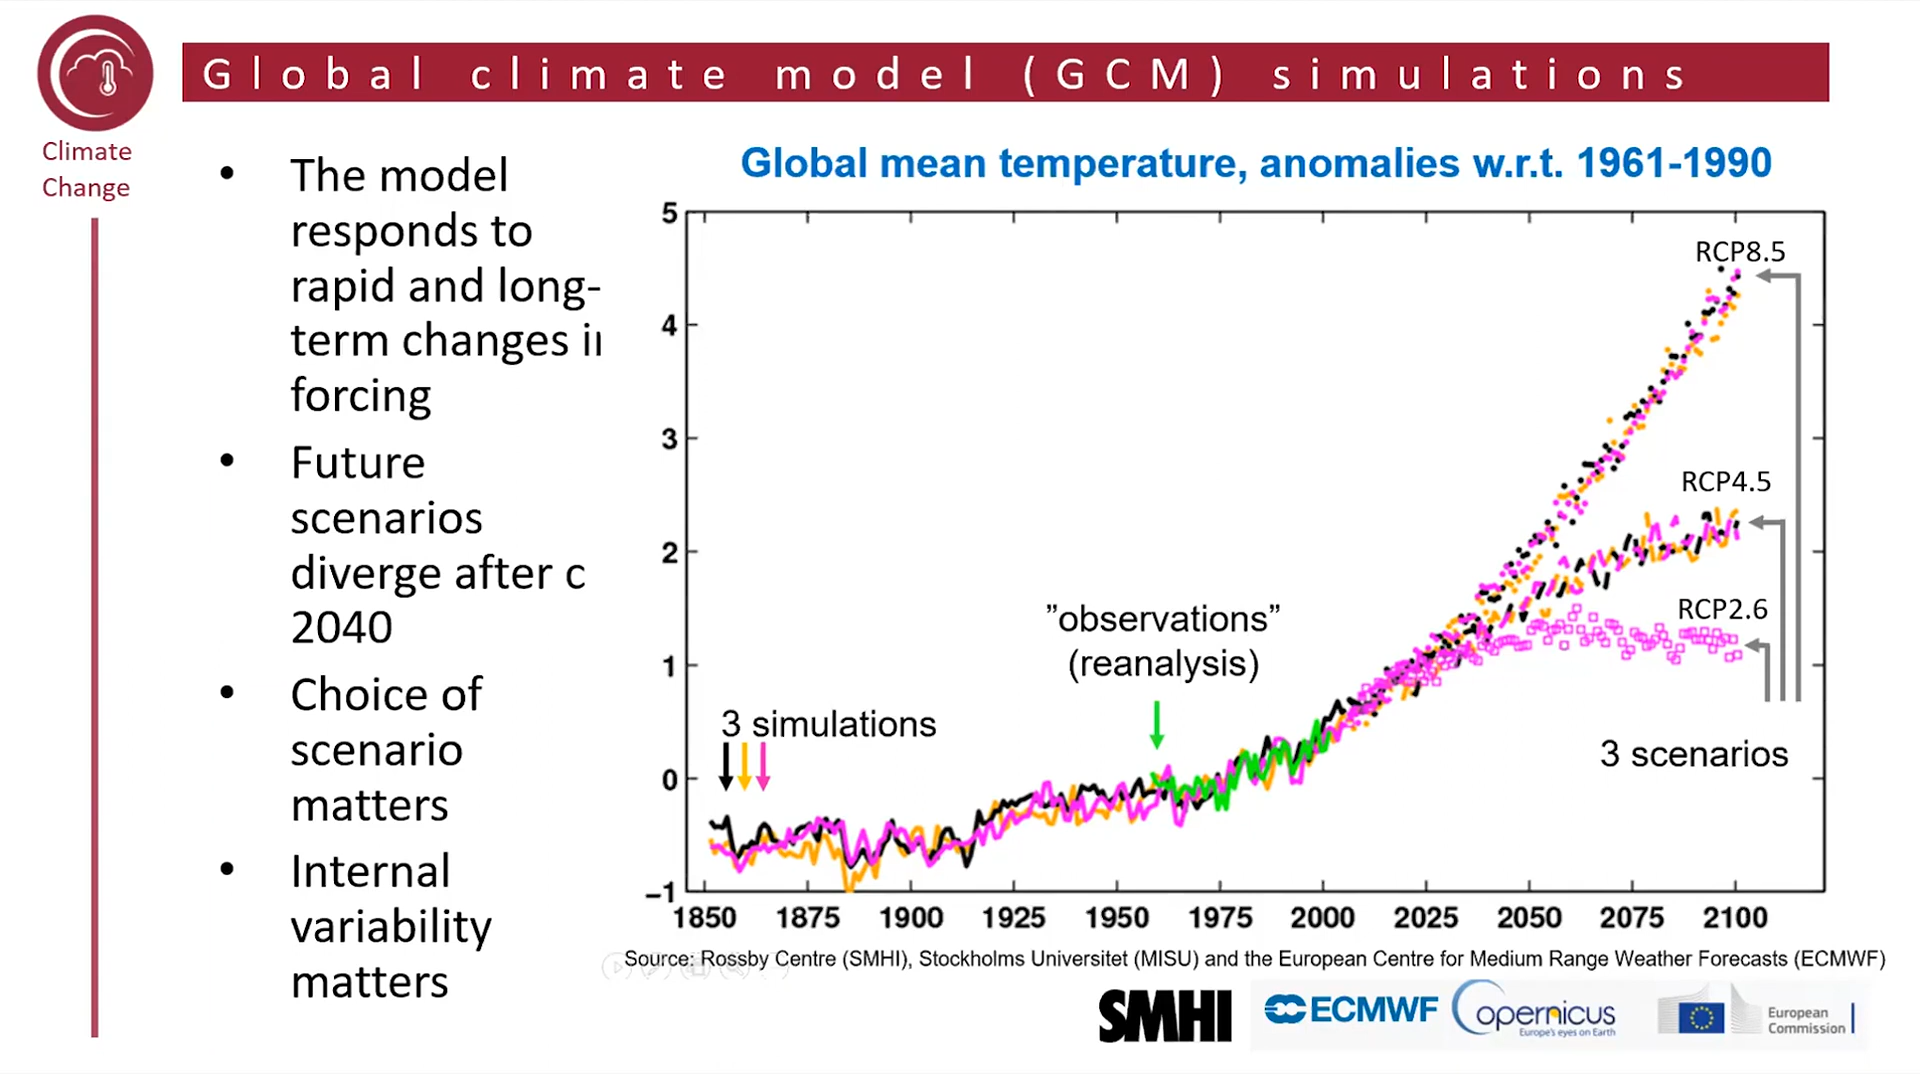 Global climate model (GCM) simulations
Climate
Change
• The model
responds to
rapid and long-
term changes
forcing
• Future
scenarios
diverge after c
2040
• Choice of
scenario
matters
• Internal
variability
matters
Global mean temperature, anomalies w.r.t. 1961-1990
5
4
3
2
1
0
−1
RCP8.5
RCP4.5
RCP2.6
"observations"
(reanalysis)
3 simulations
3 scenarios
1850 1875 1900 1925 1950 1975 2000 2025 2050 2075 2100
Source: Rossby Centre (SMHI), Stockholms Universitet (MISU) and the European Centre for Medium Range Weather Forecasts (ECMWF)
SMHI
ECMWF
Copernicus
Europe's eyes on Earth
European
Commission